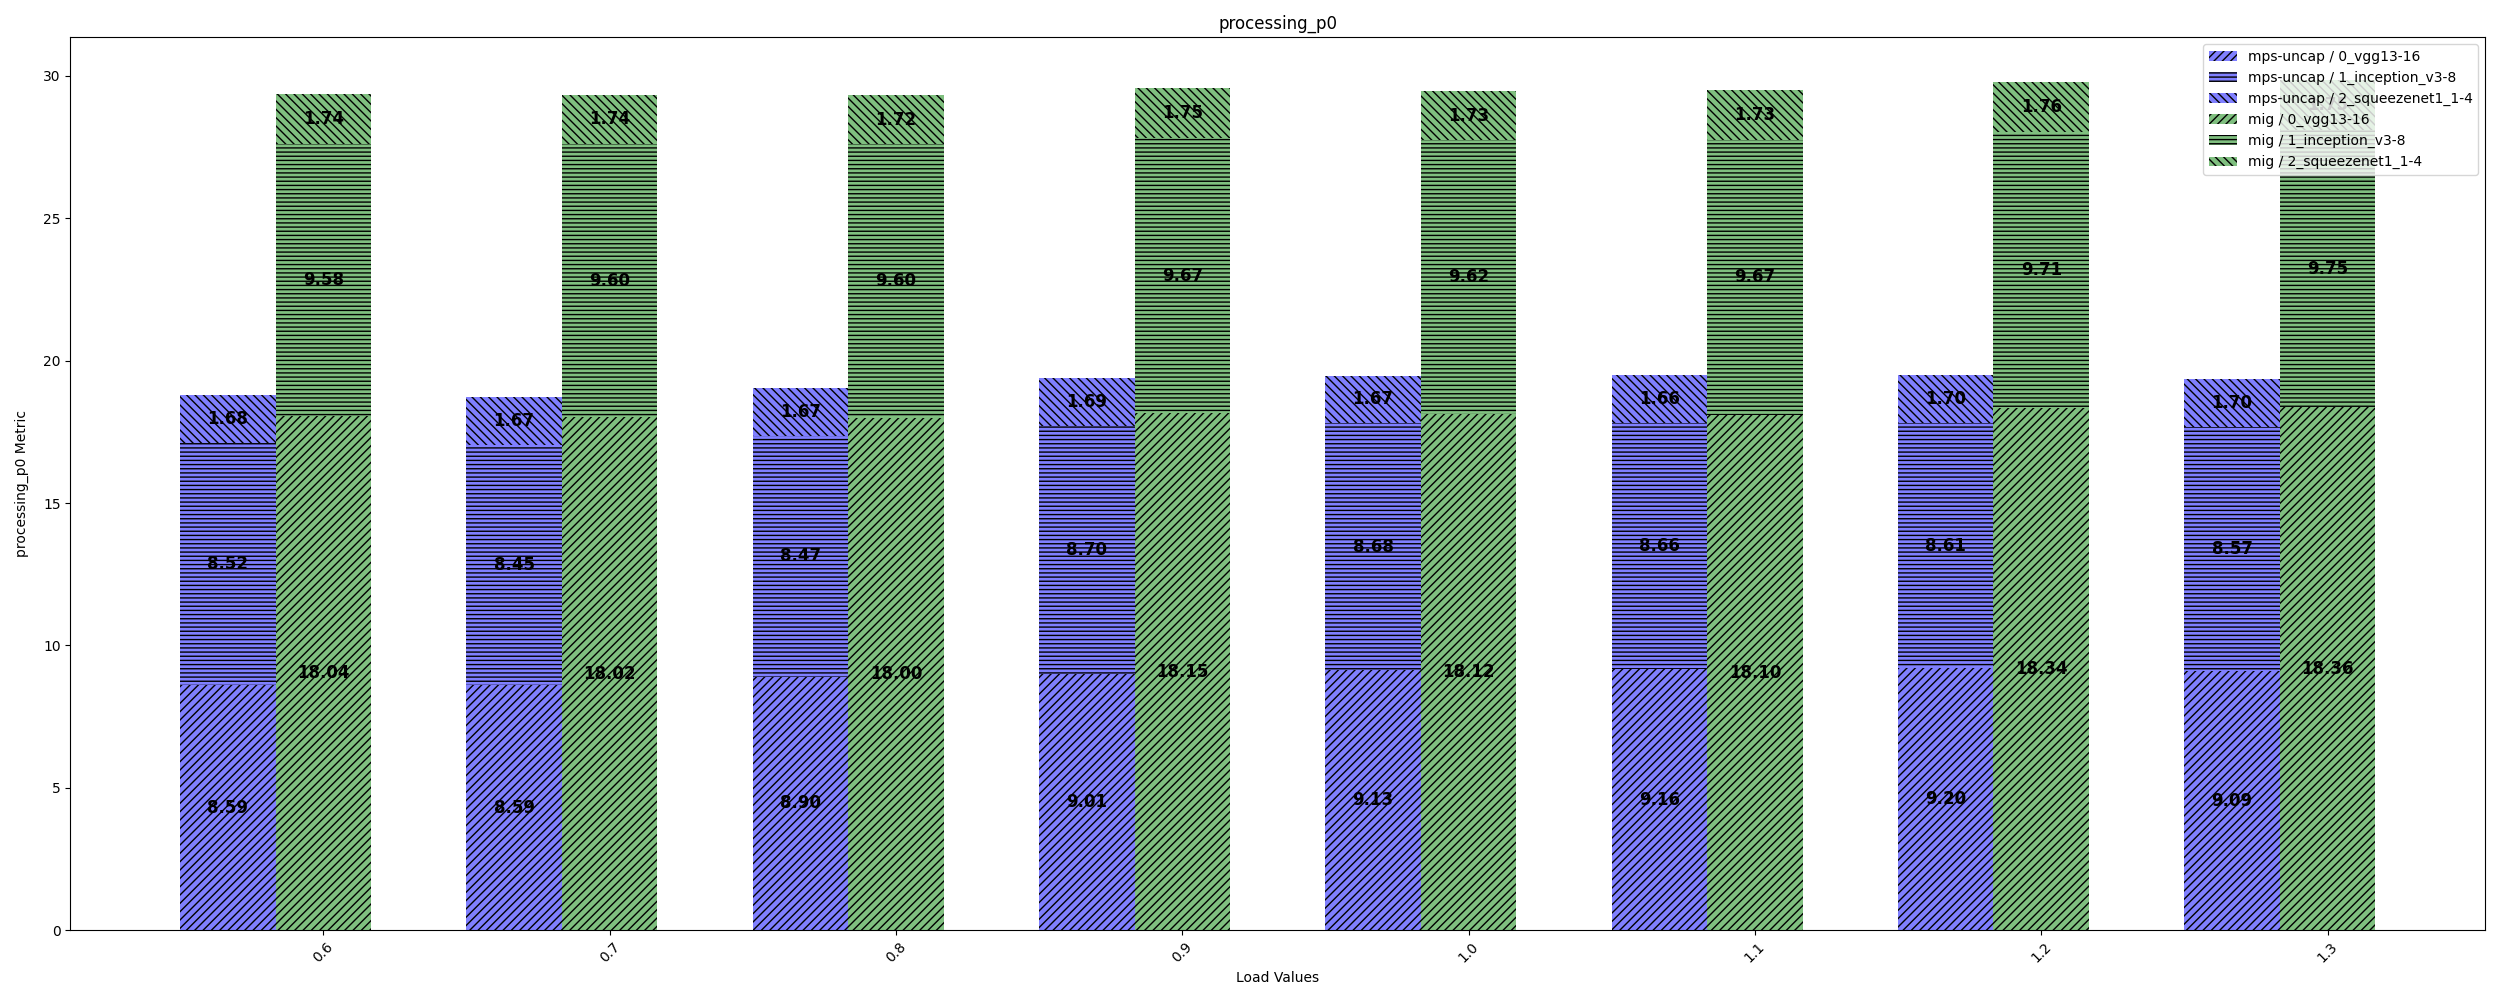 processing_p0
mps-uncap / 0_vgg13-16
mps-uncap / 1_inception_v3-8
mps-uncap / 2_squeezenet1_1-4
mig / 0_vgg13-16
mig / 1_inception_v3-8
mig / 2_squeezenet1_1-4
30
25
20
15
10
5
0
processing_p0 Metric
1.74 1.74 1.72 1.75 1.73 1.73 1.76
9.58 9.60 9.60 9.67 9.62 9.67 9.71 9.75
1.68 1.67 1.67 1.69 1.67 1.66 1.70 1.70
8.52 8.45 8.47 8.70 8.68 8.66 8.61 8.57
18.04 18.02 18.00 18.15 18.12 18.10 18.34 18.36
8.59 8.59 8.90 9.01 9.13 9.16 9.20 9.09
0.6 0.7 0.8 0.9 1.0 1.1 1.2 1.3
Load Values